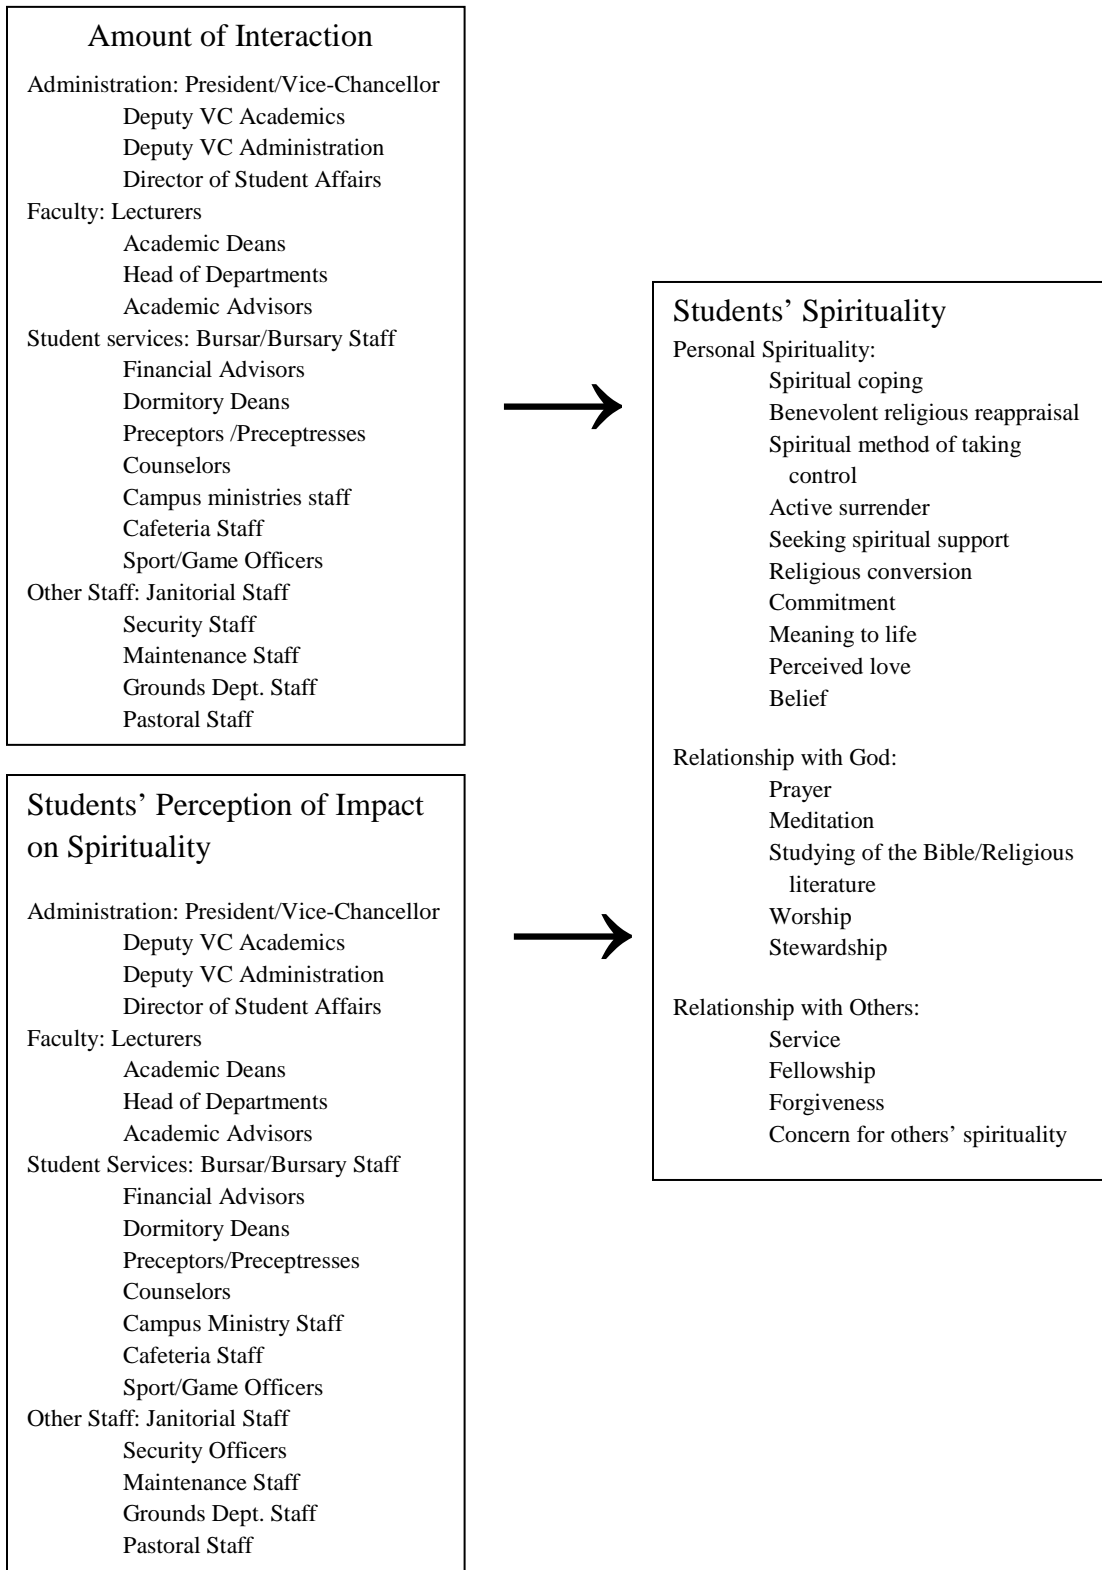 Amount of Interaction
Administration: President/Vice-Chancellor
Deputy VC Academics
Deputy VC Administration
Director of Student Affairs
Faculty: Lecturers
Academic Deans
Head of Departments
Academic Advisors
Student services: Bursar/Bursary Staff
Financial Advisors
Dormitory Deans
Preceptors /Preceptresses
Counselors
Campus ministries staff
Cafeteria Staff
Sport/Game Officers
Other Staff: Janitorial Staff
Security Staff
Maintenance Staff
Grounds Dept. Staff
Pastoral Staff
Students’ Perception of Impact
on Spirituality
Administration: President/Vice-Chancellor
Deputy VC Academics
Deputy VC Administration
Director of Student Affairs
Faculty: Lecturers
Academic Deans
Head of Departments
Academic Advisors
Student Services: Bursar/Bursary Staff
Financial Advisors
Dormitory Deans
Preceptors/Preceptresses
Counselors
Campus Ministry Staff
Cafeteria Staff
Sport/Game Officers
Other Staff: Janitorial Staff
Security Officers
Maintenance Staff
Grounds Dept. Staff
Pastoral Staff
Students’ Spirituality
Personal Spirituality:
Spiritual coping
Benevolent religious reappraisal
Spiritual method of taking
control
Active surrender
Seeking spiritual support
Religious conversion
Commitment
Meaning to life
Perceived love
Belief
Relationship with God:
Prayer
Meditation
Studying of the Bible/Religious
literature
Worship
Stewardship
Relationship with Others:
Service
Fellowship
Forgiveness
Concern for others’ spirituality